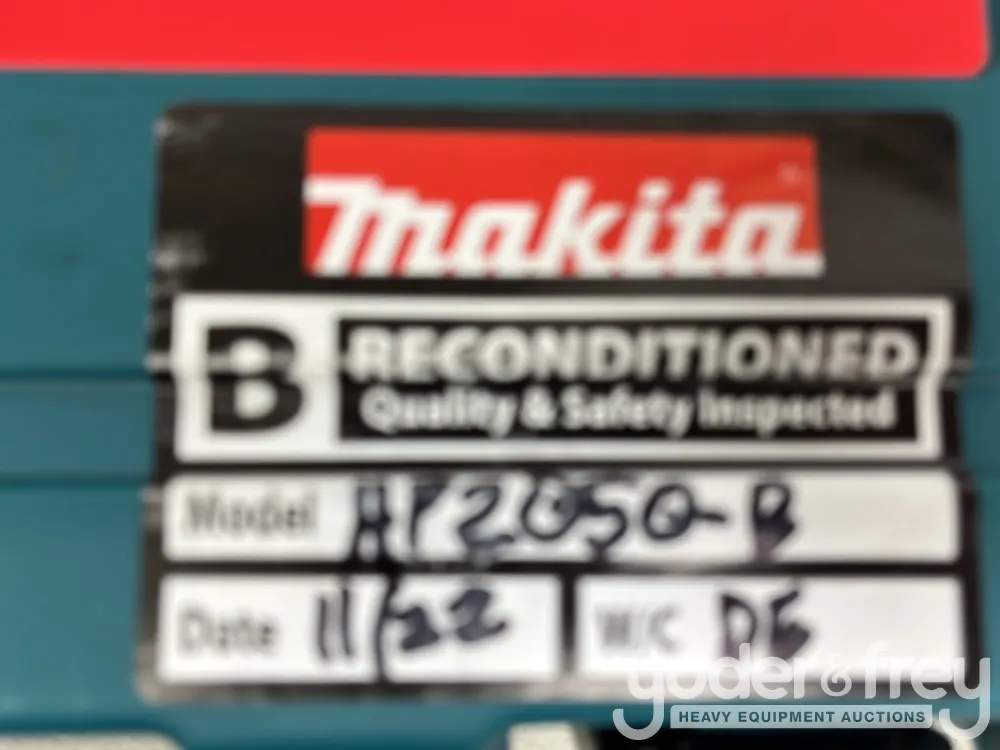 makita
B RECONDITIONED
Quality & Safety Inspected
Model HP2050-B
Date 11/22 W/C DE
yoder&frey
HEAVY EQUIPMENT AUCTIONS